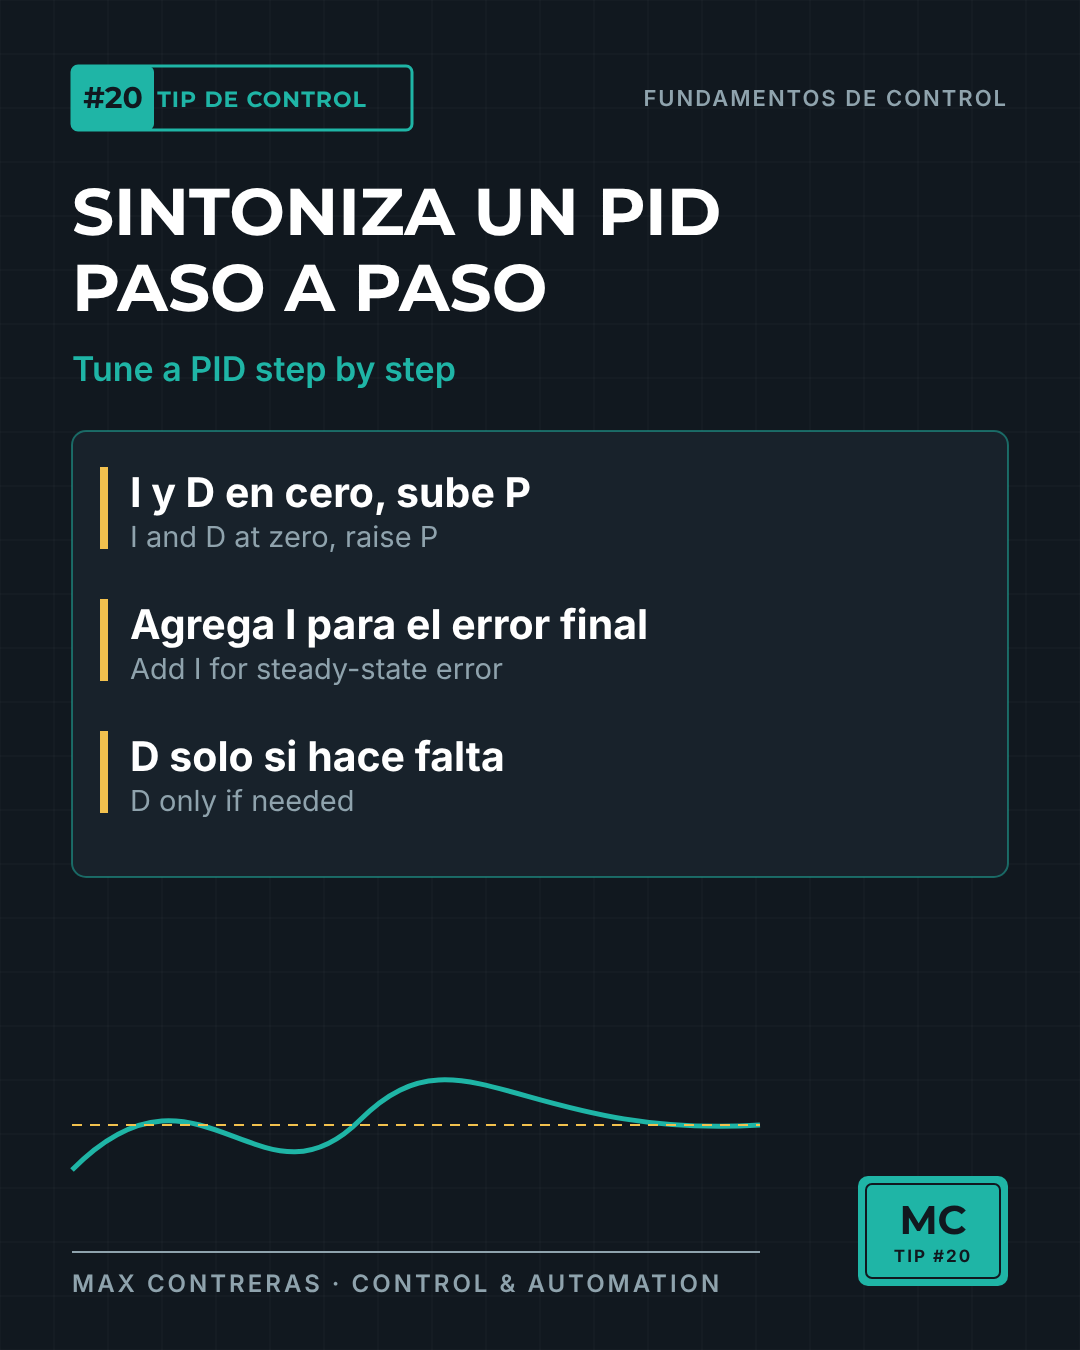 #20 TIP DE CONTROL
FUNDAMENTOS DE CONTROL
SINTONIZA UN PID
PASO A PASO
Tune a PID step by step
I y D en cero, sube P
I and D at zero, raise P
Agrega I para el error final
Add I for steady-state error
D solo si hace falta
D only if needed
MC
TIP #20
MAX CONTRERAS · CONTROL & AUTOMATION